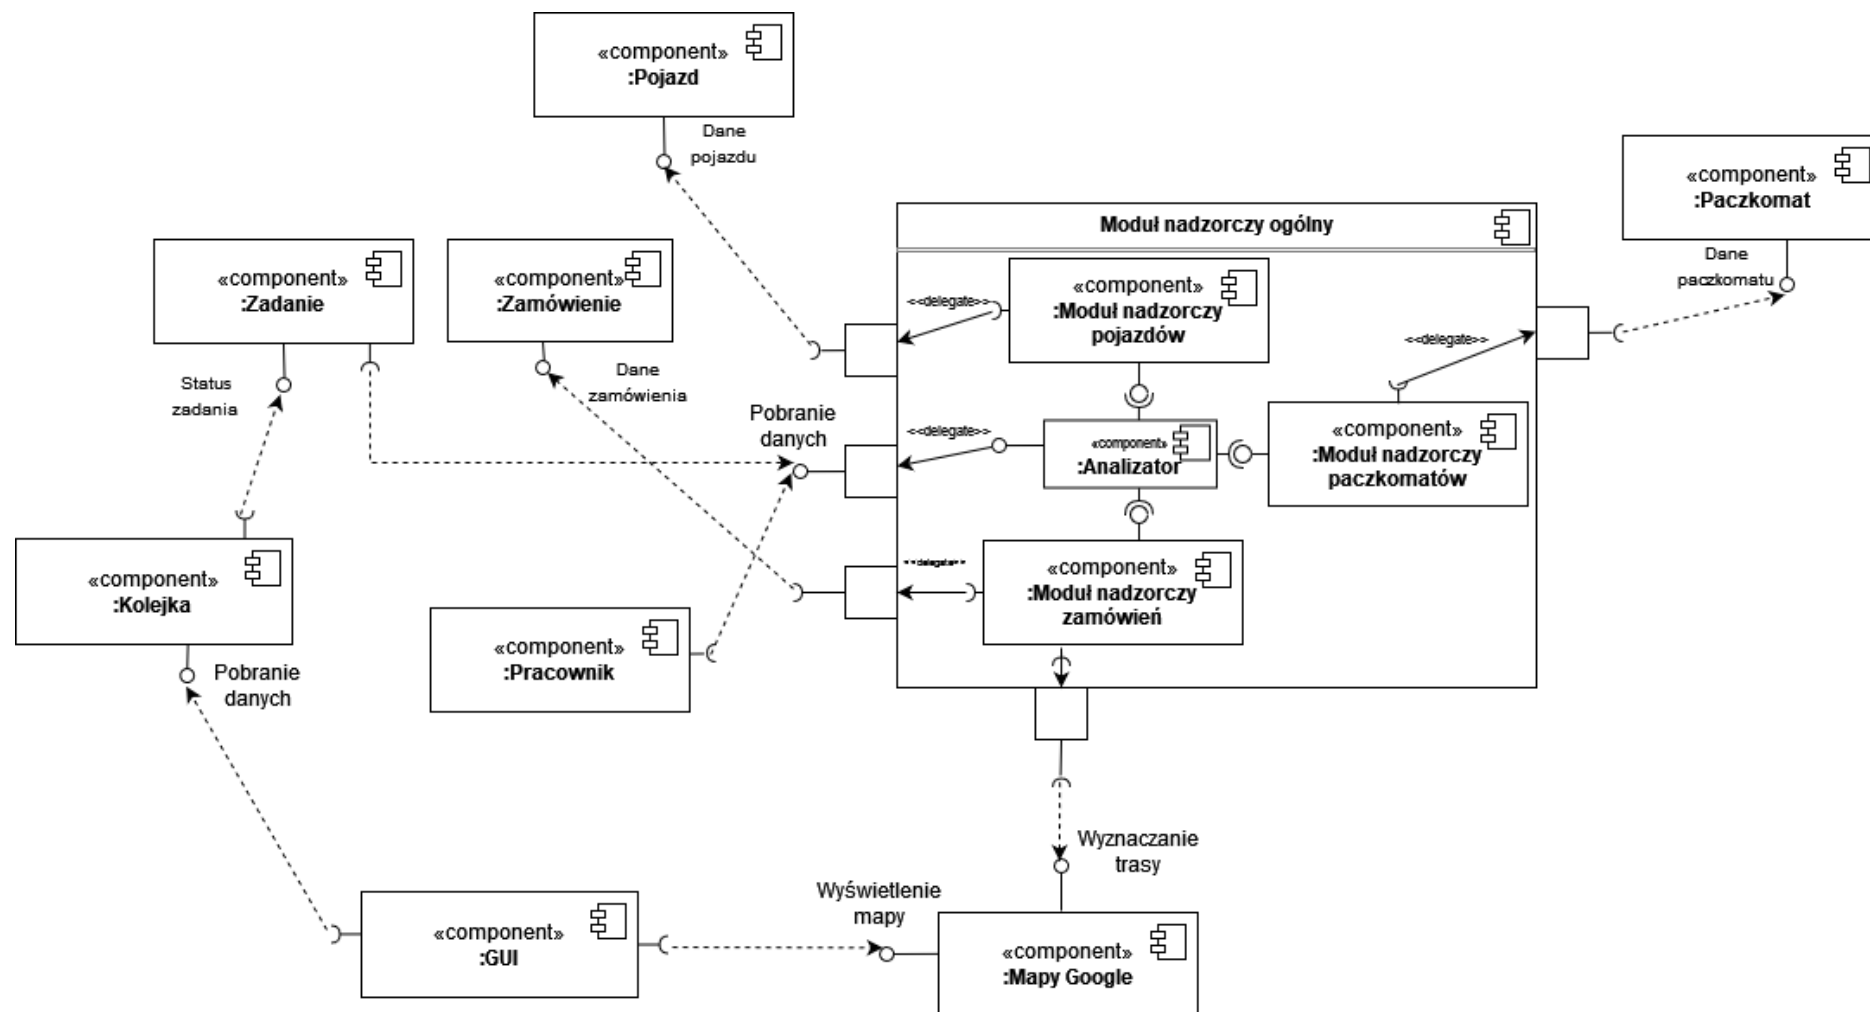 «component»
:Pojazd
Dane
pojazdu
«component»
:Paczkomat
Dane
paczkomatu
Moduł nadzorczy ogólny
«component»
:Zadanie
«component»
:Zamówienie
<<delegate>>
«component»
:Moduł nadzorczy
pojazdów
<<delegate>>
Status
zadania
Dane
zamówienia
Pobranie
danych
<<delegate>>
«component»
:Analizator
«component»
:Moduł nadzorczy
paczkomatów
<<delegate>>
«component»
:Moduł nadzorczy
zamówień
«component»
:Kolejka
«component»
:Pracownik
Pobranie
danych
Wyznaczanie
trasy
Wyświetlenie
mapy
«component»
:GUI
«component»
:Mapy Google